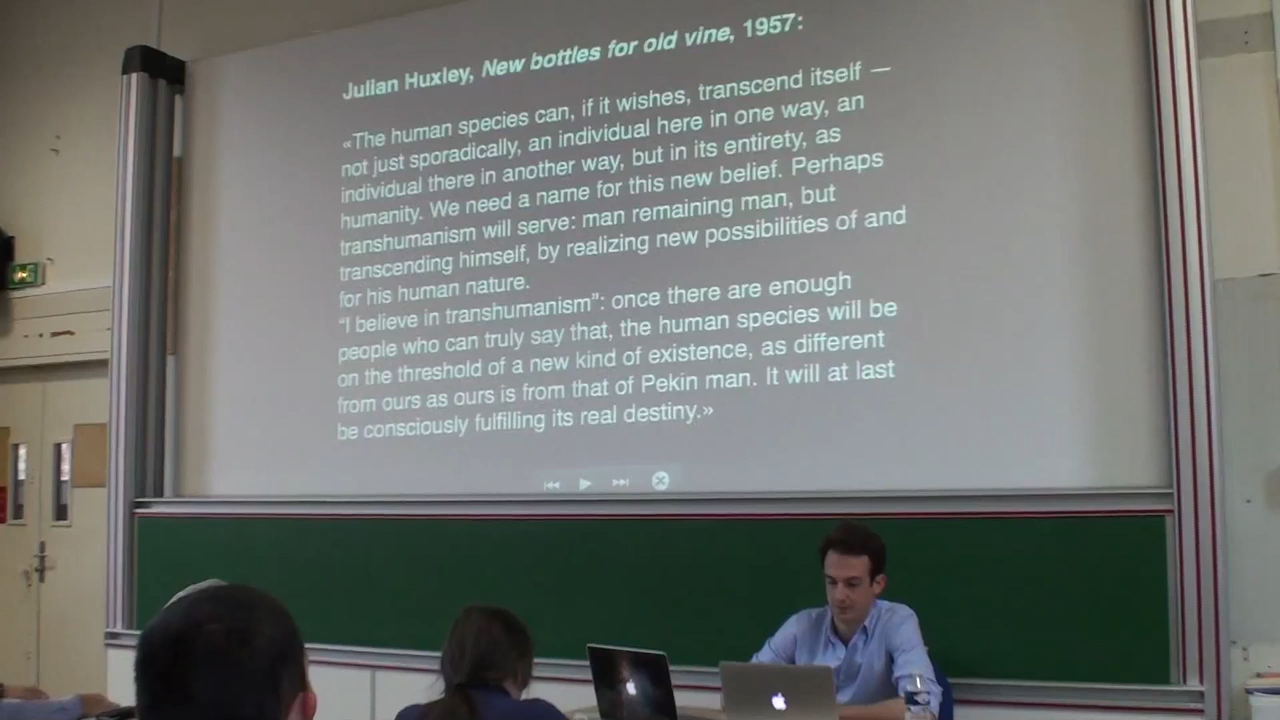 Julian Huxley, New bottles for old vine, 1957:
«The human species can, if it wishes, transcend itself —
not just sporadically, an individual here in one way, an
individual there in another way, but in its entirety, as
humanity. We need a name for this new belief. Perhaps
transhumanism will serve: man remaining man, but
transcending himself, by realizing new possibilities of and
for his human nature.
“I believe in transhumanism”: once there are enough
people who can truly say that, the human species will be
on the threshold of a new kind of existence, as different
from ours as ours is from that of Pekin man. It will at last
be consciously fulfilling its real destiny.»